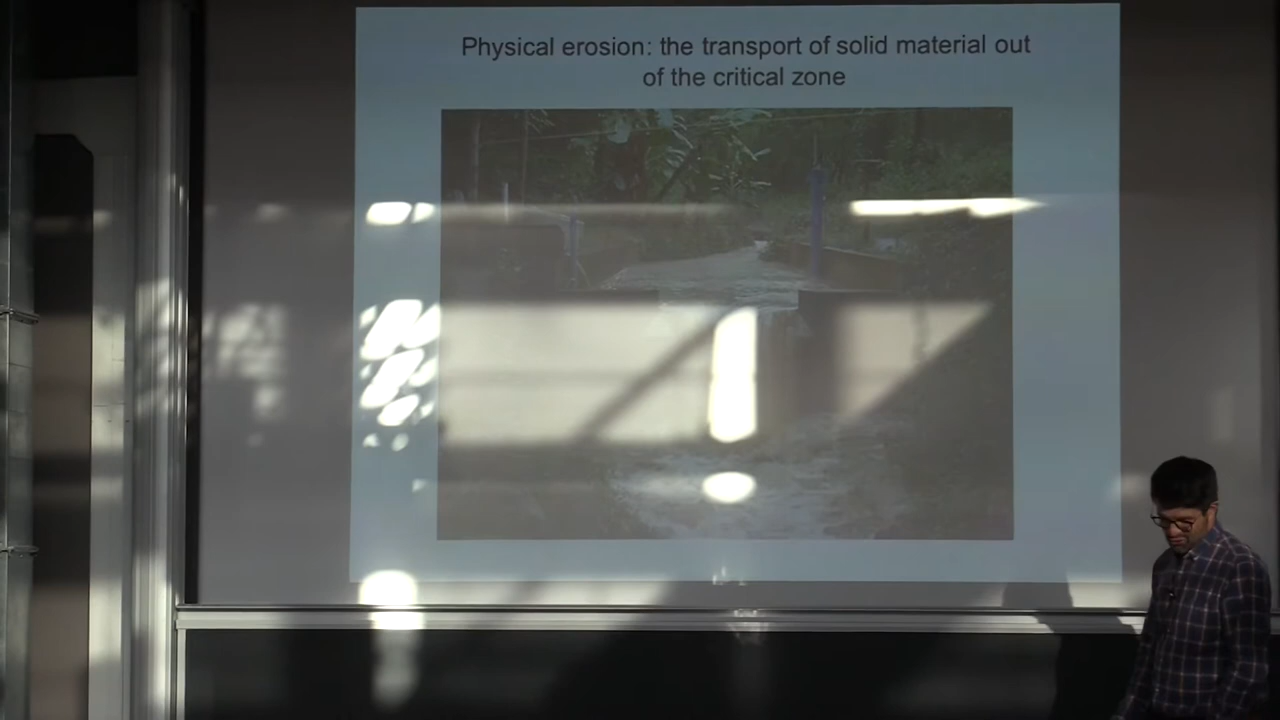 Physical erosion: the transport of solid material out
of the critical zone